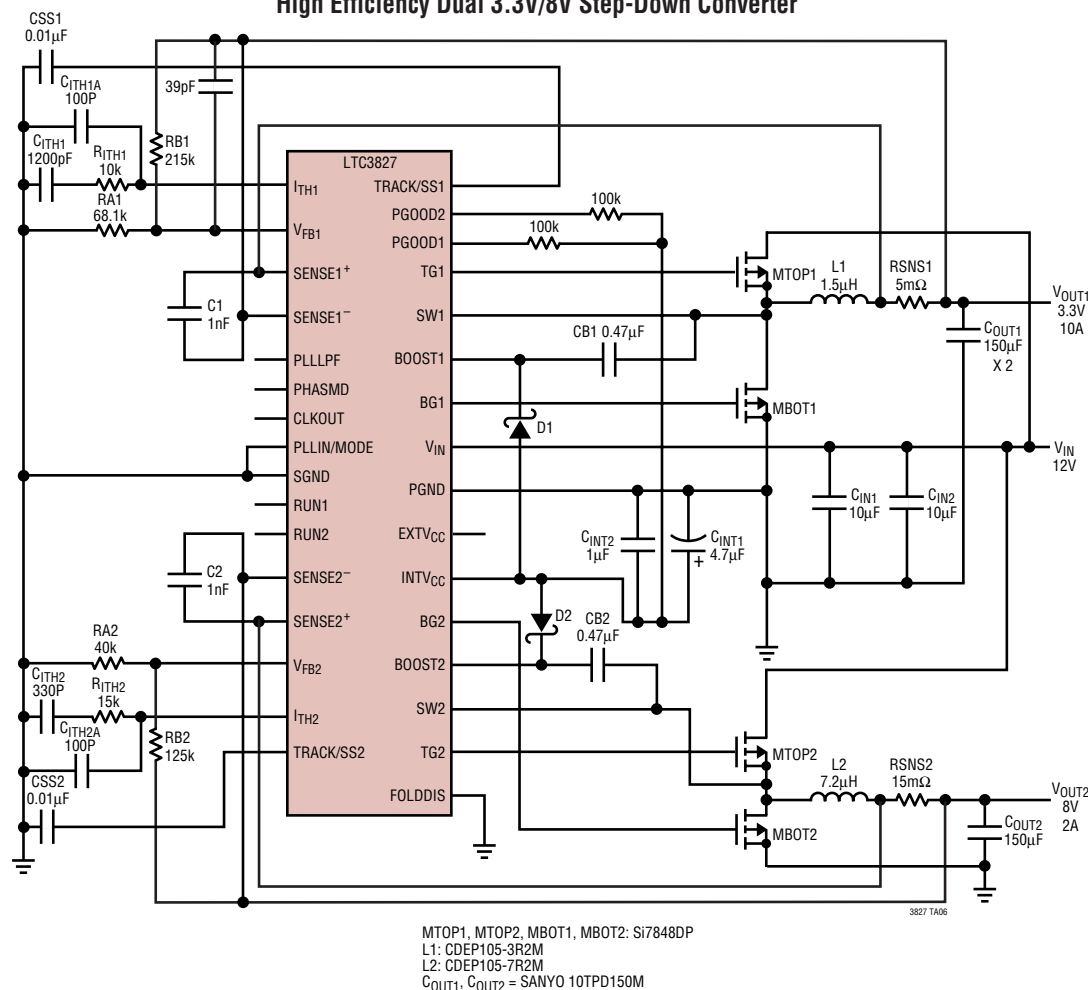 High Efficiency Dual 3.3V/8V Step-Down Converter
CSS1
0.01µF
CITH1A
100P
39pF
CITH1
1200pF
RITH1
10k
RB1
215k
RA1
68.1k
C1
1nF
C2
1nF
RA2
40k
CITH2
330P
RITH2
15k
CITH2A
100P
RB2
125k
CSS2
0.01µF
LTC3827
ITH1
VFB1
SENSE1+
SENSE1–
PLLLPF
PHASMD
CLKOUT
PLLIN/MODE
SGND
RUN1
RUN2
SENSE2–
SENSE2+
VFB2
ITH2
TRACK/SS2
TRACK/SS1
PGOOD2
PGOOD1
TG1
SW1
BOOST1
BG1
VIN
PGND
EXTVCC
INTVCC
BG2
BOOST2
SW2
TG2
FOLDDIS
100k
100k
MTOP1
L1
1.5µH
RSNS1
5mΩ
VOUT1
3.3V
10A
CB1 0.47µF
COUT1
150µF
X 2
MBOT1
D1
VIN
12V
CIN1
10µF
CIN2
10µF
CINT2
1µF
CINT1
4.7µF
+
D2
CB2
0.47µF
MTOP2
L2
7.2µH
RSNS2
15mΩ
VOUT2
8V
2A
MBOT2
COUT2
150µF
3827 TA06
MTOP1, MTOP2, MBOT1, MBOT2: Si7848DP
L1: CDEP105-3R2M
L2: CDEP105-7R2M
COUT1, COUT2 = SANYO 10TPD150M